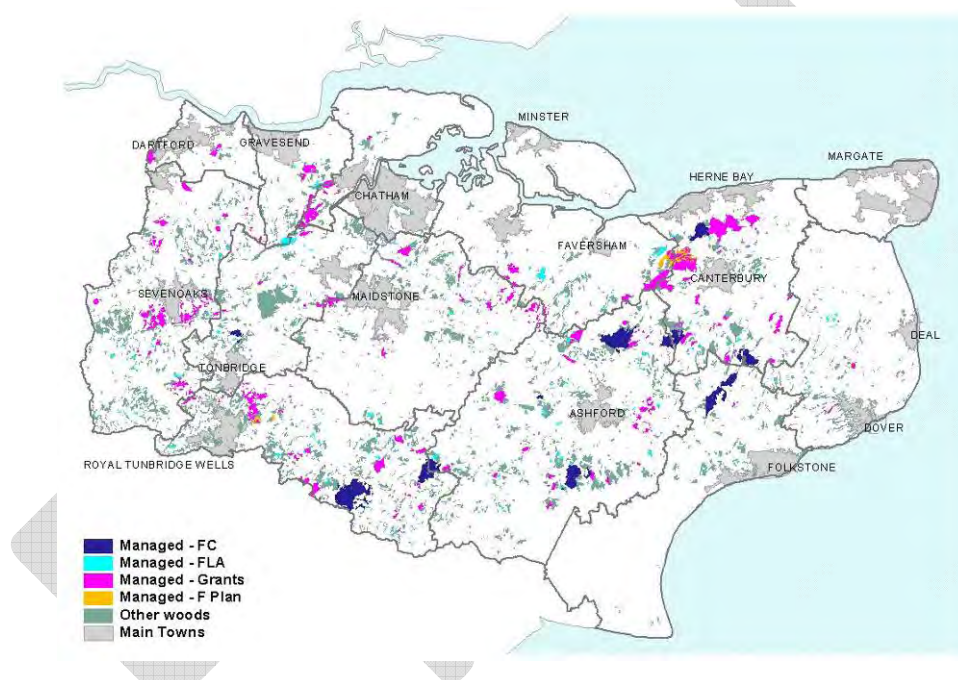 MINSTER
MARGATE
DARTFORD
GRAVESEND
HERNE BAY
CHATHAM
FAVERSHAM
CANTERBURY
SEVENOAKS
MAIDSTONE
DEAL
TONBRIDGE
ASHFORD
DOVER
ROYAL TUNBRIDGE WELLS
FOLKSTONE
Managed - FC
Managed - FLA
Managed - Grants
Managed - F Plan
Other woods
Main Towns